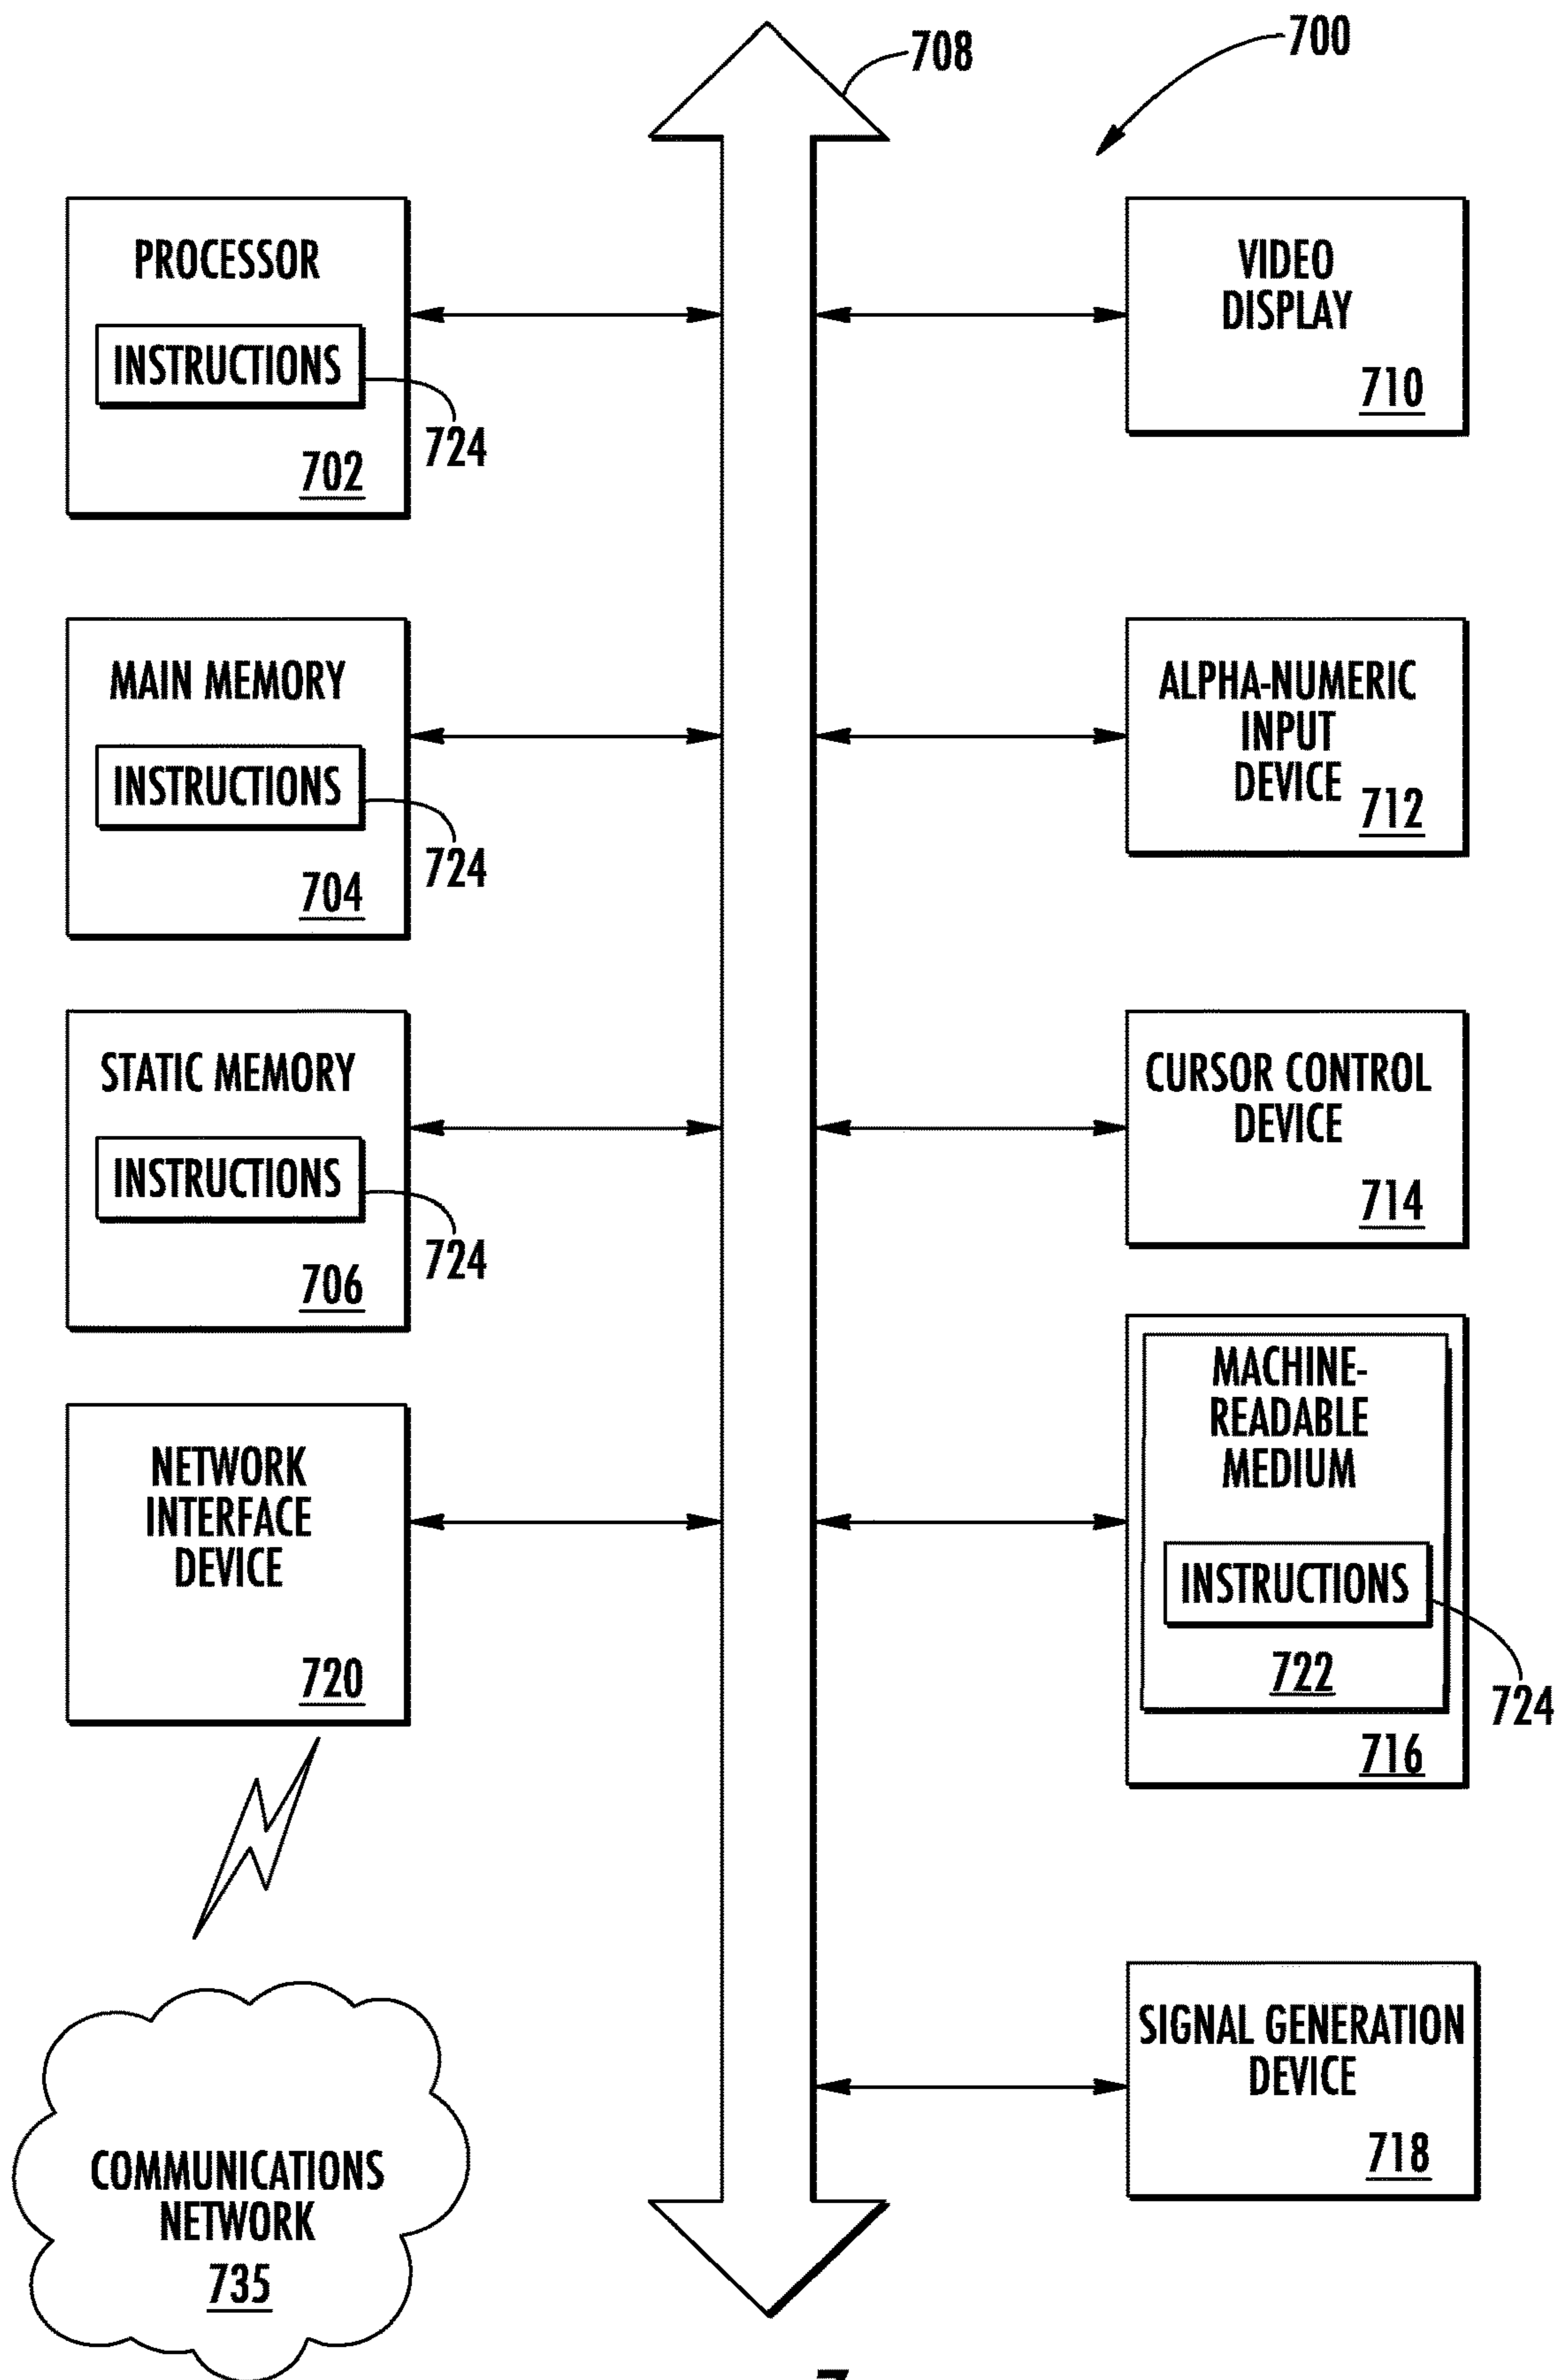 708
700
PROCESSOR
INSTRUCTIONS
724
702
VIDEO
DISPLAY
710
MAIN MEMORY
INSTRUCTIONS
724
704
ALPHA-NUMERIC
INPUT
DEVICE
712
STATIC MEMORY
INSTRUCTIONS
724
706
CURSOR CONTROL
DEVICE
714
NETWORK
INTERFACE
DEVICE
720
MACHINE-
READABLE
MEDIUM
INSTRUCTIONS
722
724
716
SIGNAL GENERATION
DEVICE
718
COMMUNICATIONS
NETWORK
735